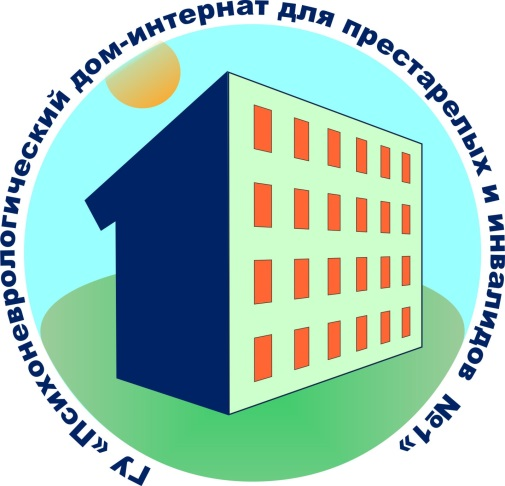 ГУ «Психоневрологический дом-интернат для престарелых и инвалидов №1»